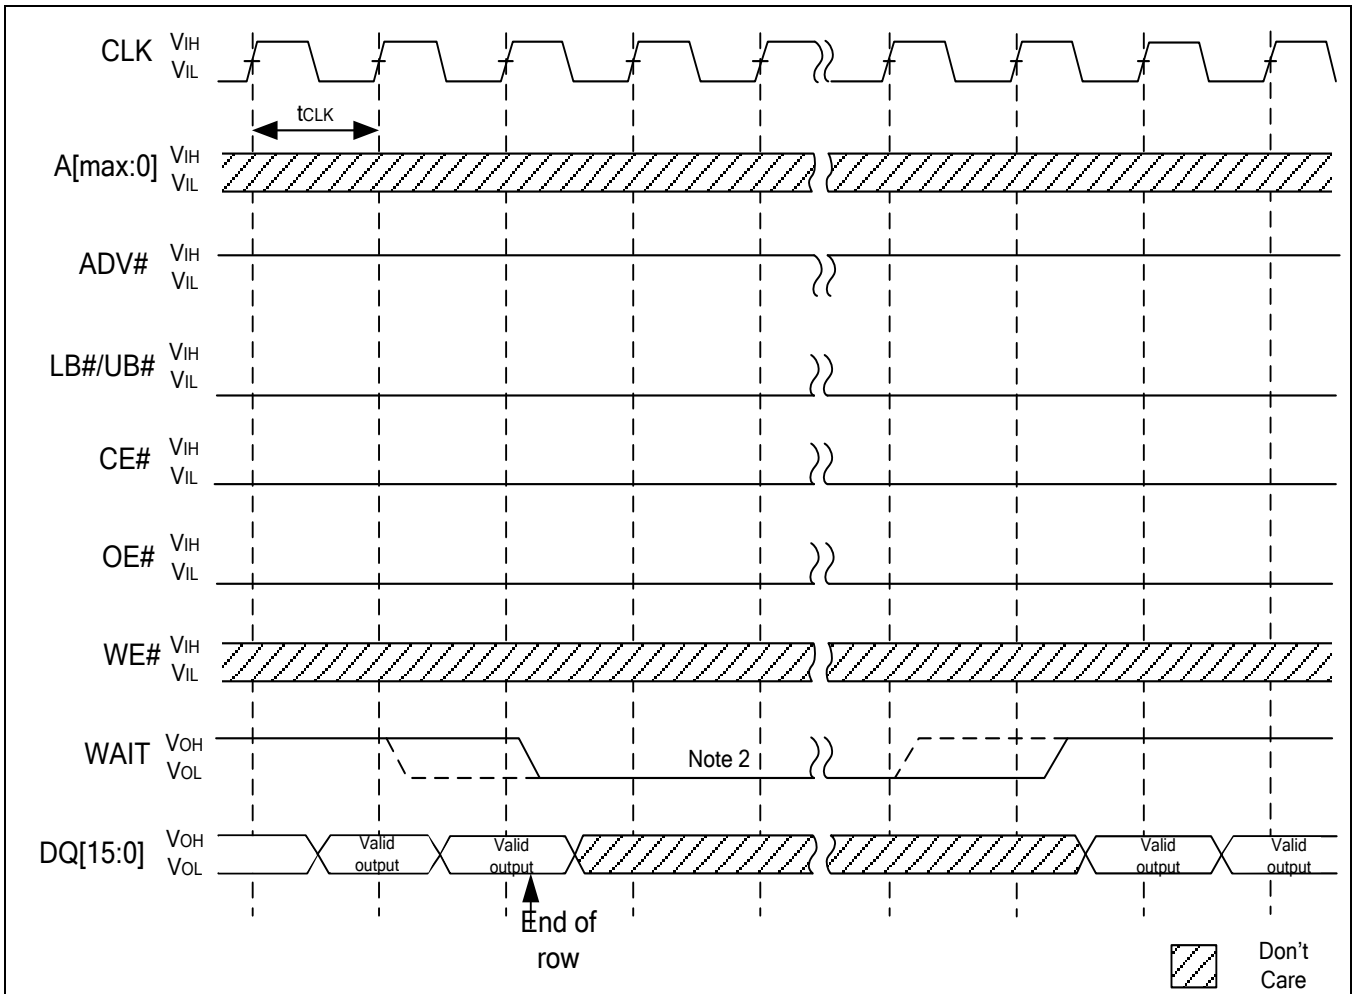 CLK VIH
VIL
tCLK
A[max:0] VIH
VIL
ADV# VIH
VIL
LB#/UB# VIH
VIL
CE# VIH
VIL
OE# VIH
VIL
WE# VIH
VIL
WAIT VOH
VOL
Note 2
DQ[15:0] VOH
VOL
Valid
output
Valid
output
Valid
output
Valid
output
End of
row
Don't
Care